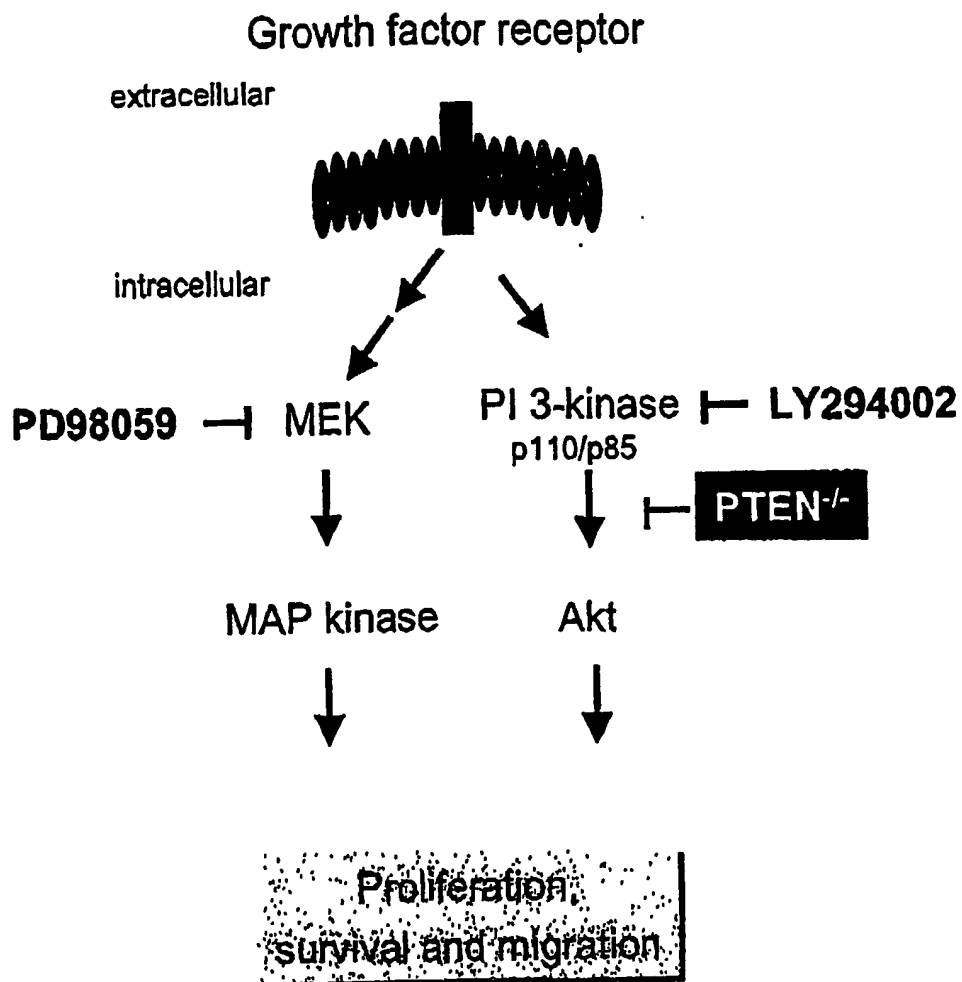 Growth factor receptor
extracellular
intracellular
PD98059 MEK PI 3-kinase LY294002
p110/p85
PTEN-/-
MAP kinase Akt
Proliferation,
survival and migration